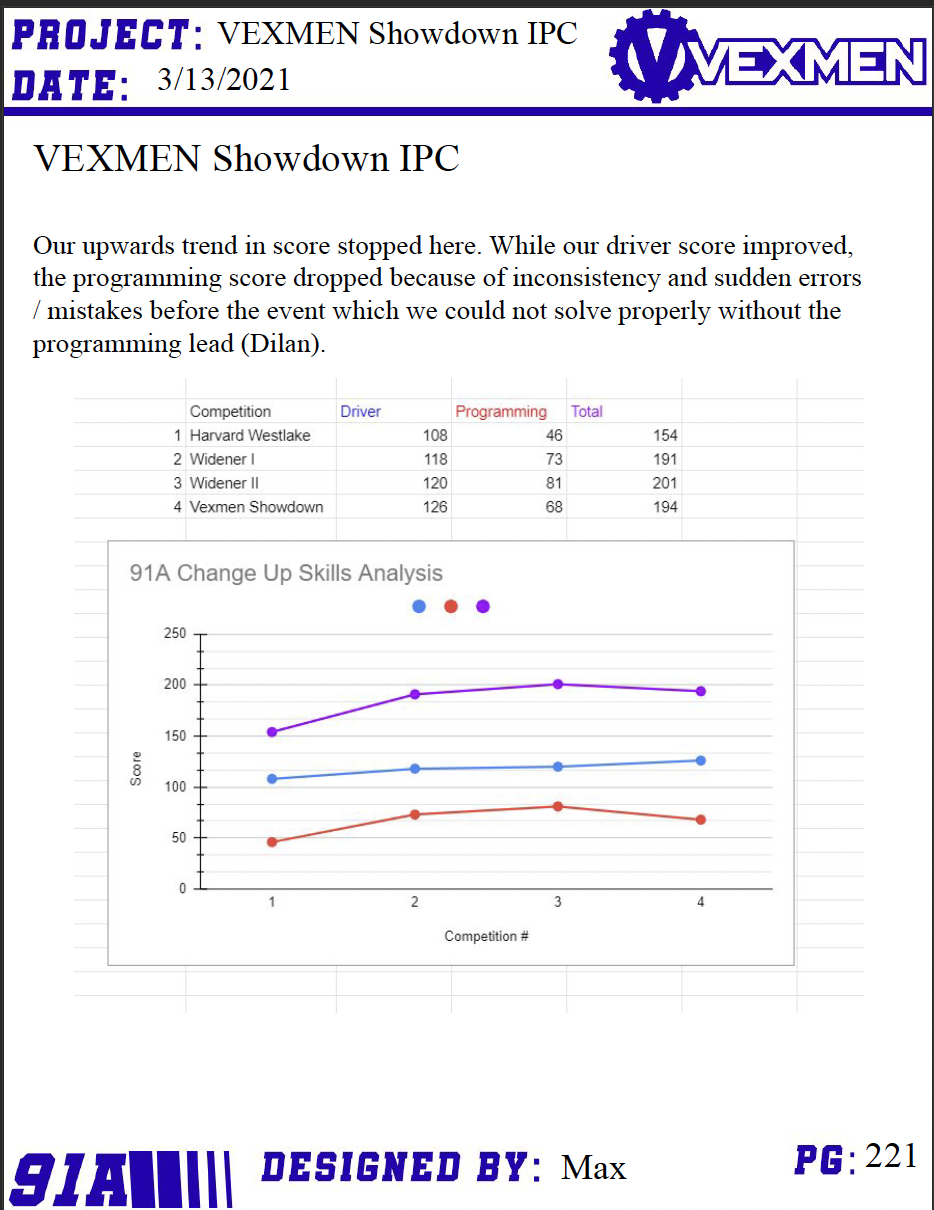 PROJECT: VEXMEN Showdown IPC
VEXMEN
DATE: 3/13/2021
VEXMEN Showdown IPC
Our upwards trend in score stopped here. While our driver score improved,
the programming score dropped because of inconsistency and sudden errors
/ mistakes before the event which we could not solve properly without the
programming lead (Dilan).
Competition Driver Programming Total
1 Harvard Westlake 108 46 154
2 Widener I 118 73 191
3 Widener II 120 81 201
4 Vexmen Showdown 126 68 194
91A Change Up Skills Analysis
250
200
150
100
50
0
Score
1 2 3 4
Competition #
91A DESIGNED BY: Max PG: 221